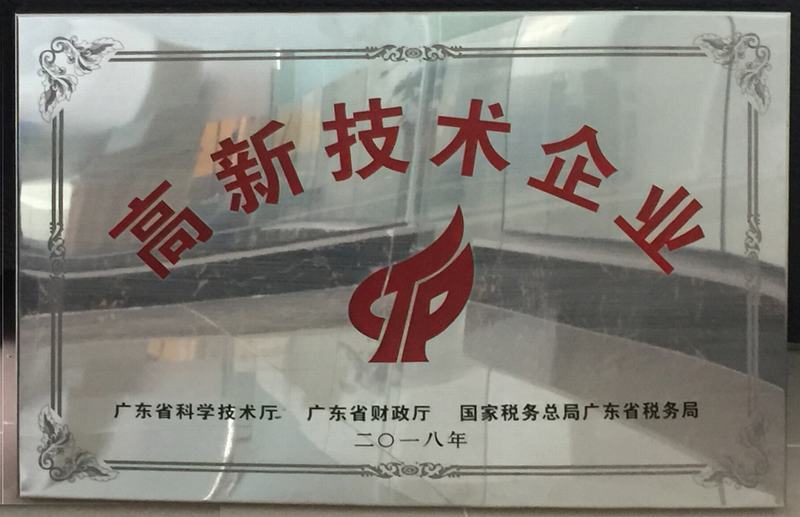 高新技术企业
广东省科学技术厅 广东省财政厅 国家税务总局广东省税务局
二〇一八年